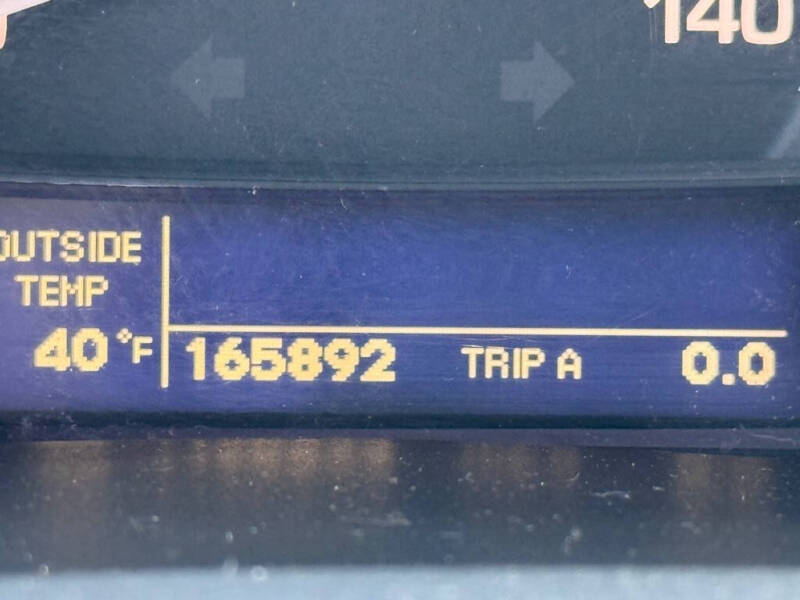 140
OUTSIDE
TEMP
40 °F
165892 TRIP A 0.0